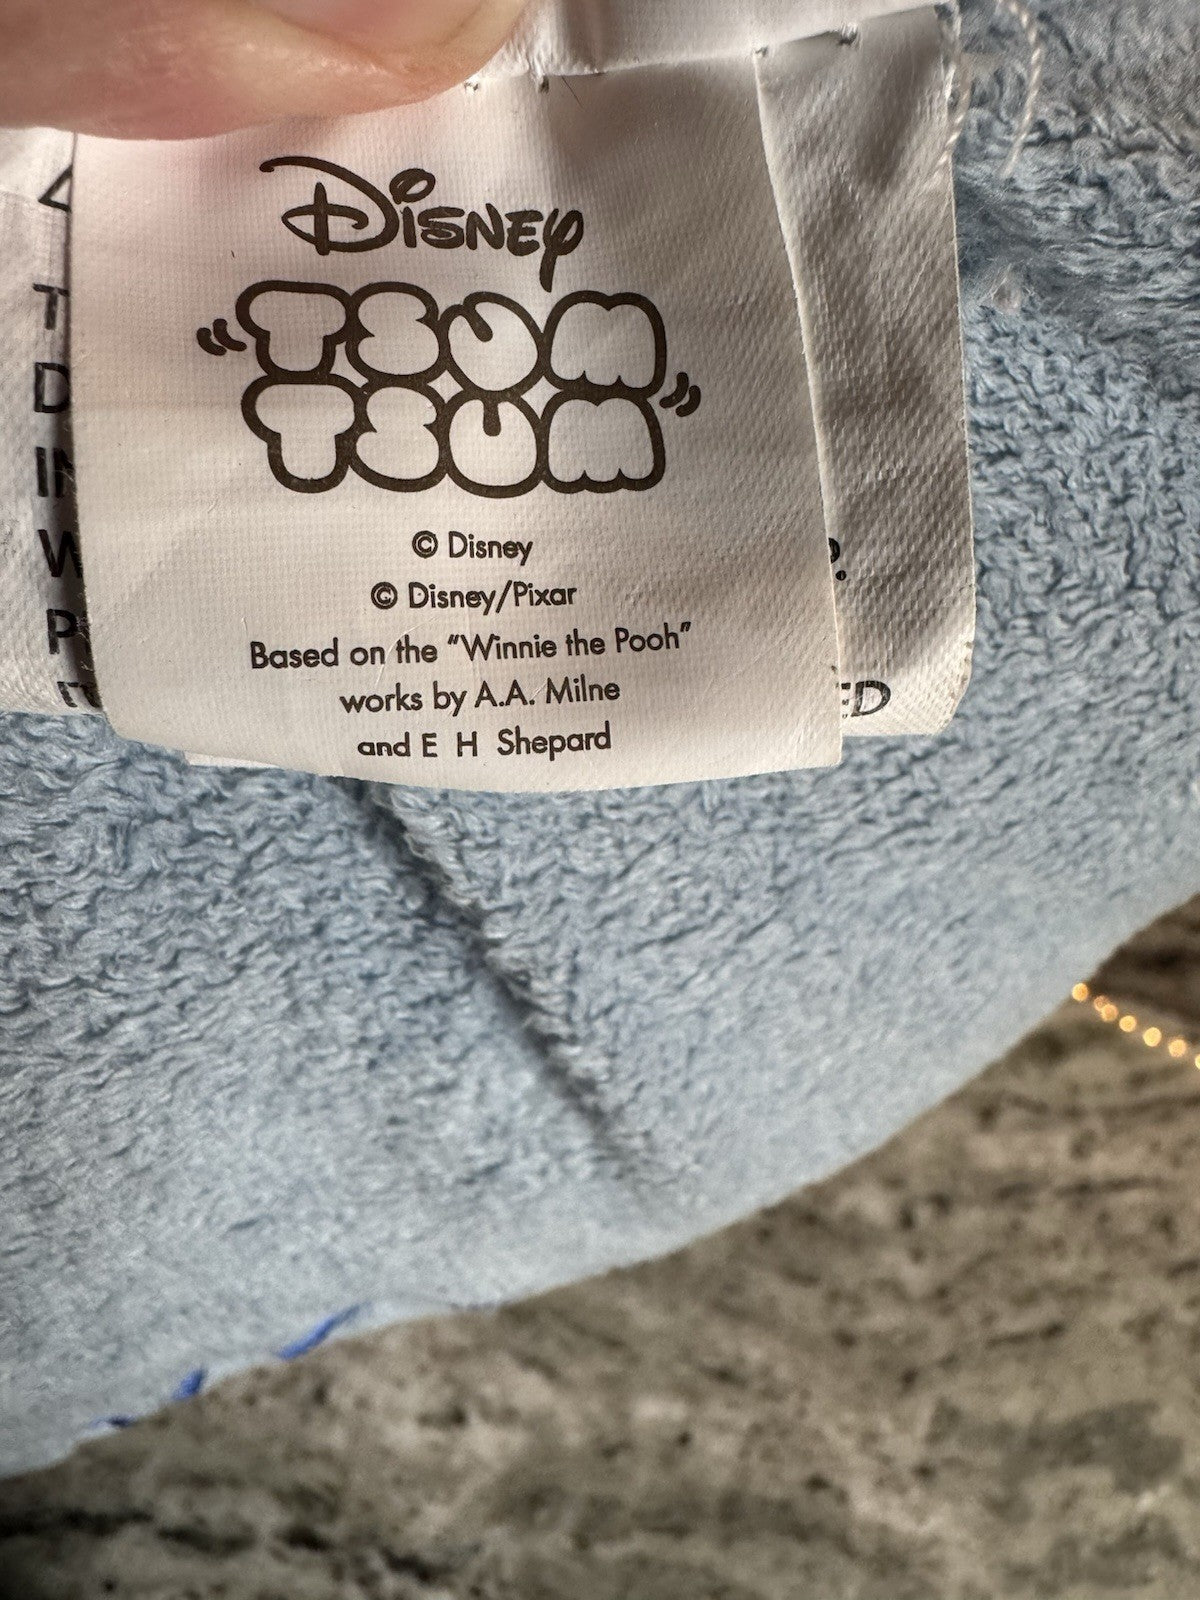 Disney
TSUM
TSUM
© Disney
© Disney/Pixar
Based on the "Winnie the Pooh"
works by A.A. Milne
and E H Shepard